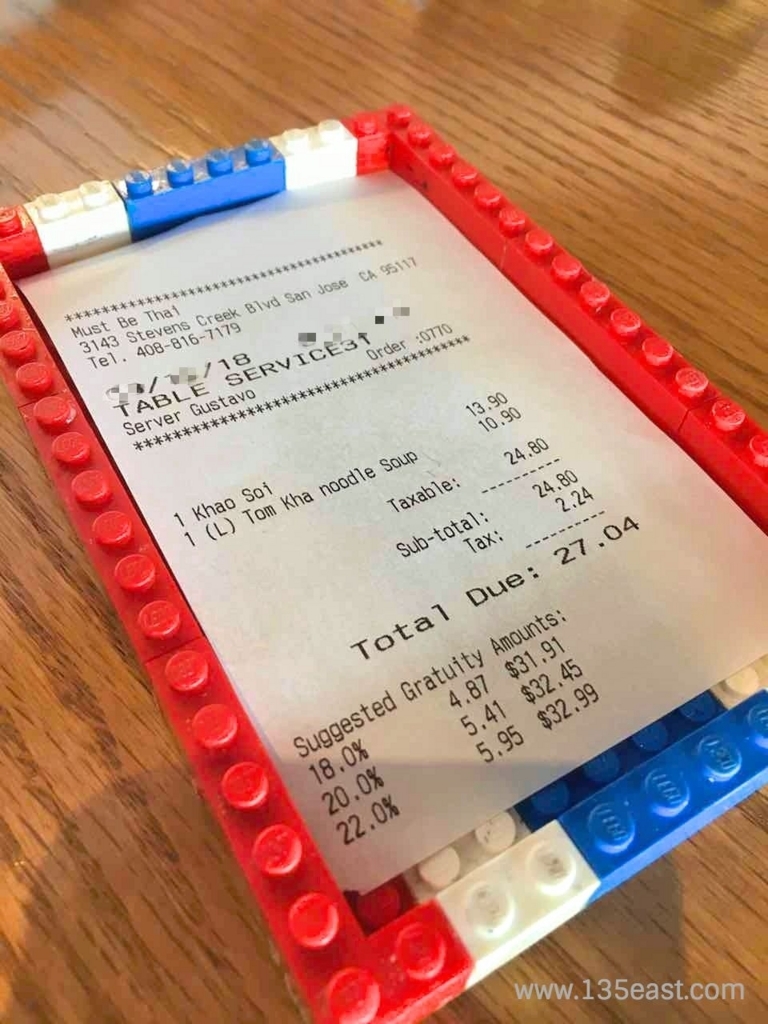 ****************************************
Must Be Thai
3143 Stevens Creek Blvd San Jose CA 95117
Tel. 408-816-7179
/18
TABLE SERVICE31
Server Gustavo Order :0770
****************************************
1 Khao Soi 13.90
1 (L) Tom Kha noodle Soup 10.90
Taxable: 24.80
-----------
Sub-total: 24.80
Tax: 2.24
-----------
Total Due: 27.04
Suggested Gratuity Amounts:
18.0% 4.87 $31.91
20.0% 5.41 $32.45
22.0% 5.95 $32.99
www.135east.com